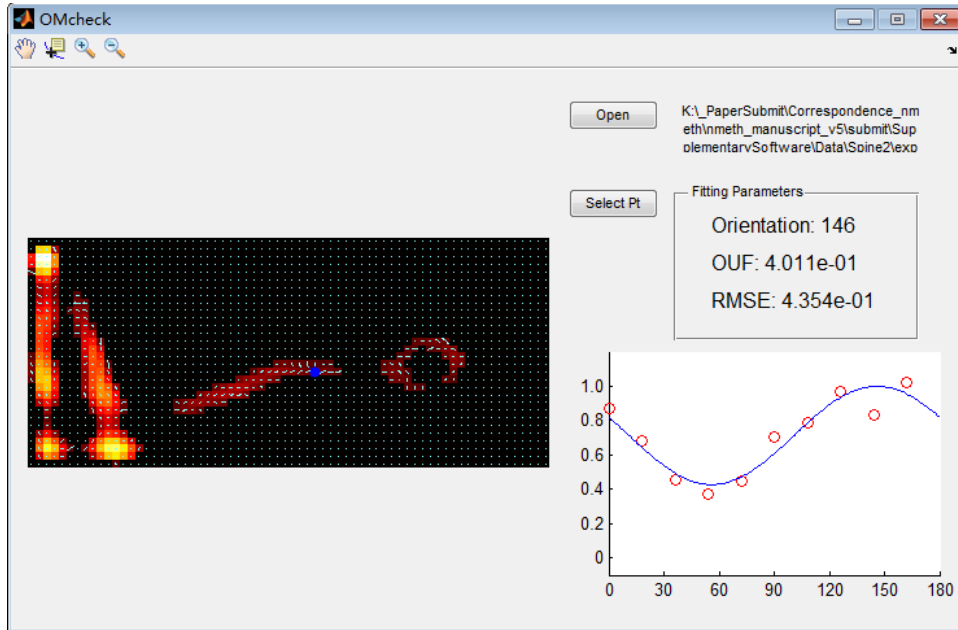 OMcheck
Open
K:\_PaperSubmit\Correspondence_nm
eth\nmeth_manuscript_v5\submit\Sup
plementarySoftware\Data\Spine2\exp
Select Pt
Fitting Parameters
Orientation: 146
OUF: 4.011e-01
RMSE: 4.354e-01
1.0
0.8
0.6
0.4
0.2
0
0 30 60 90 120 150 180